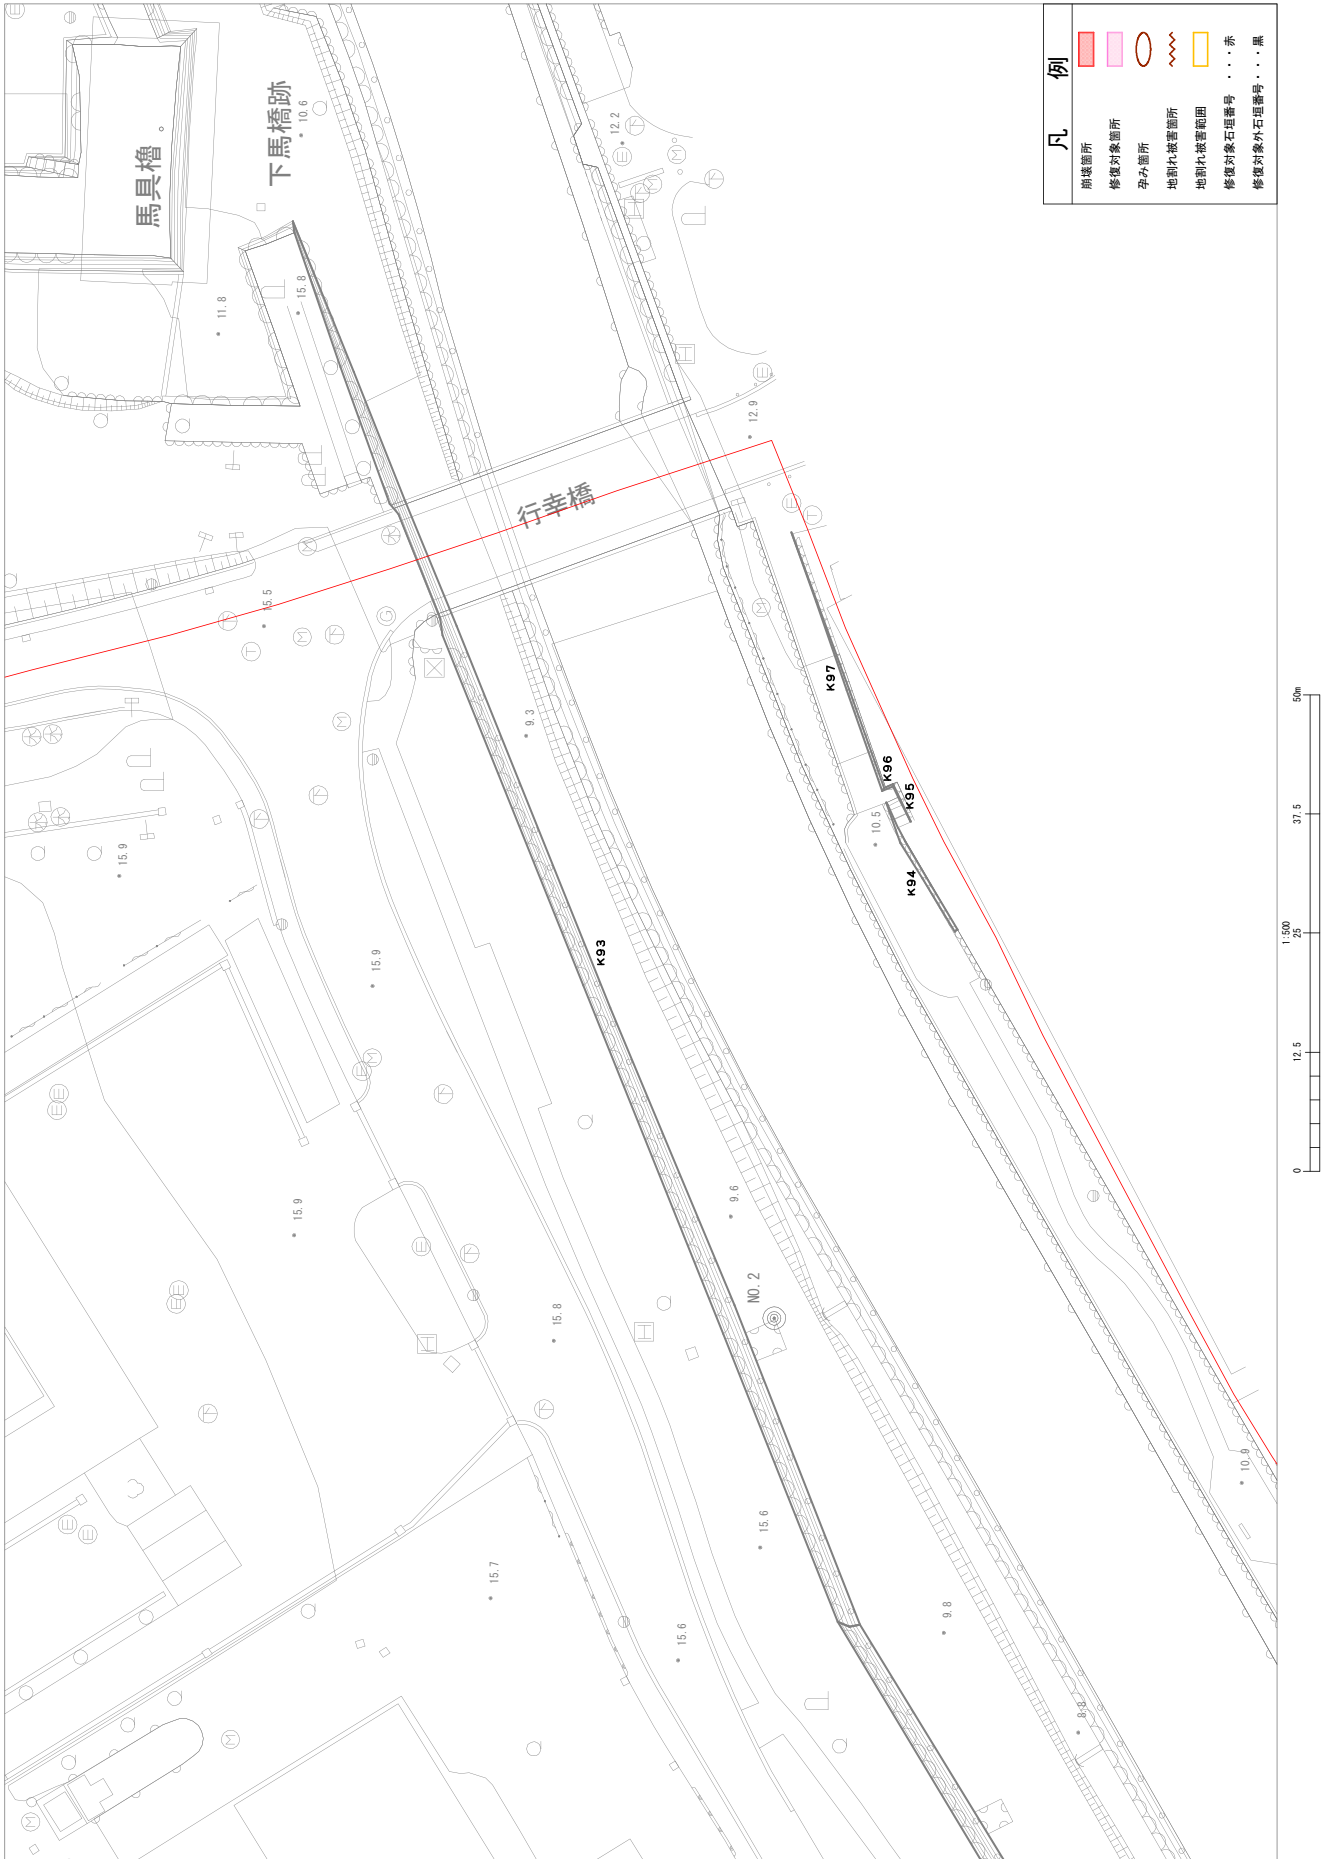 凡　例
崩壊箇所
修復対象箇所
孕み箇所
地割れ被害箇所
地割れ被害範囲
修復対象石垣番号・・・赤
修復対象外石垣番号・・・黒
馬具櫓
下馬橋跡
10.6
12.2
11.8
15.8
12.9
行幸橋
15.5
9.3
15.9
15.9
10.5
K97
K96
K95
K94
K93
15.9
9.6
NO.2
15.8
15.6
15.7
15.6
9.8
8.8
10.9
1:500
0
12.5
25
37.5
50m
E
T
M
H
E
E
T
M
M
K
G
T
M
M
E
M
E
E
E
E
E
H
H
E
E
M
M